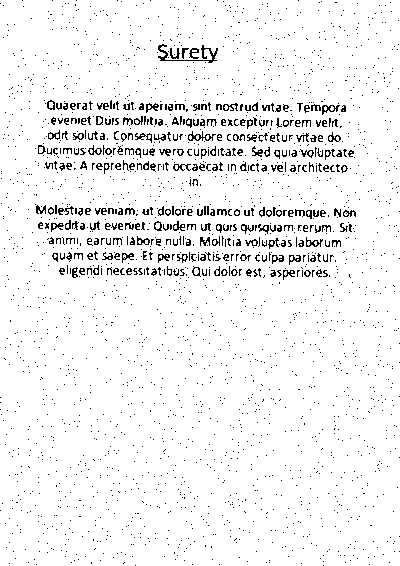 Surety
Quaerat velit ut aperiam, sint nostrud vitae. Tempora
eveniet Duis mollitia. Aliquam excepturi Lorem velit,
odit soluta. Consequatur dolore consectetur vitae do.
Ducimus doloremque vero cupiditate. Sed quia voluptate
vitae. A reprehenderit occaecat in dicta vel architecto
in.
Molestiae veniam, ut dolore ullamco ut doloremque. Non
expedita ut eveniet. Quidem ut quis quisquam rerum. Sit
animi, earum labore nulla. Mollitia voluptas laborum
quam et saepe. Et perspiciatis error culpa pariatur,
eligendi necessitatibus. Qui dolor est, asperiores.